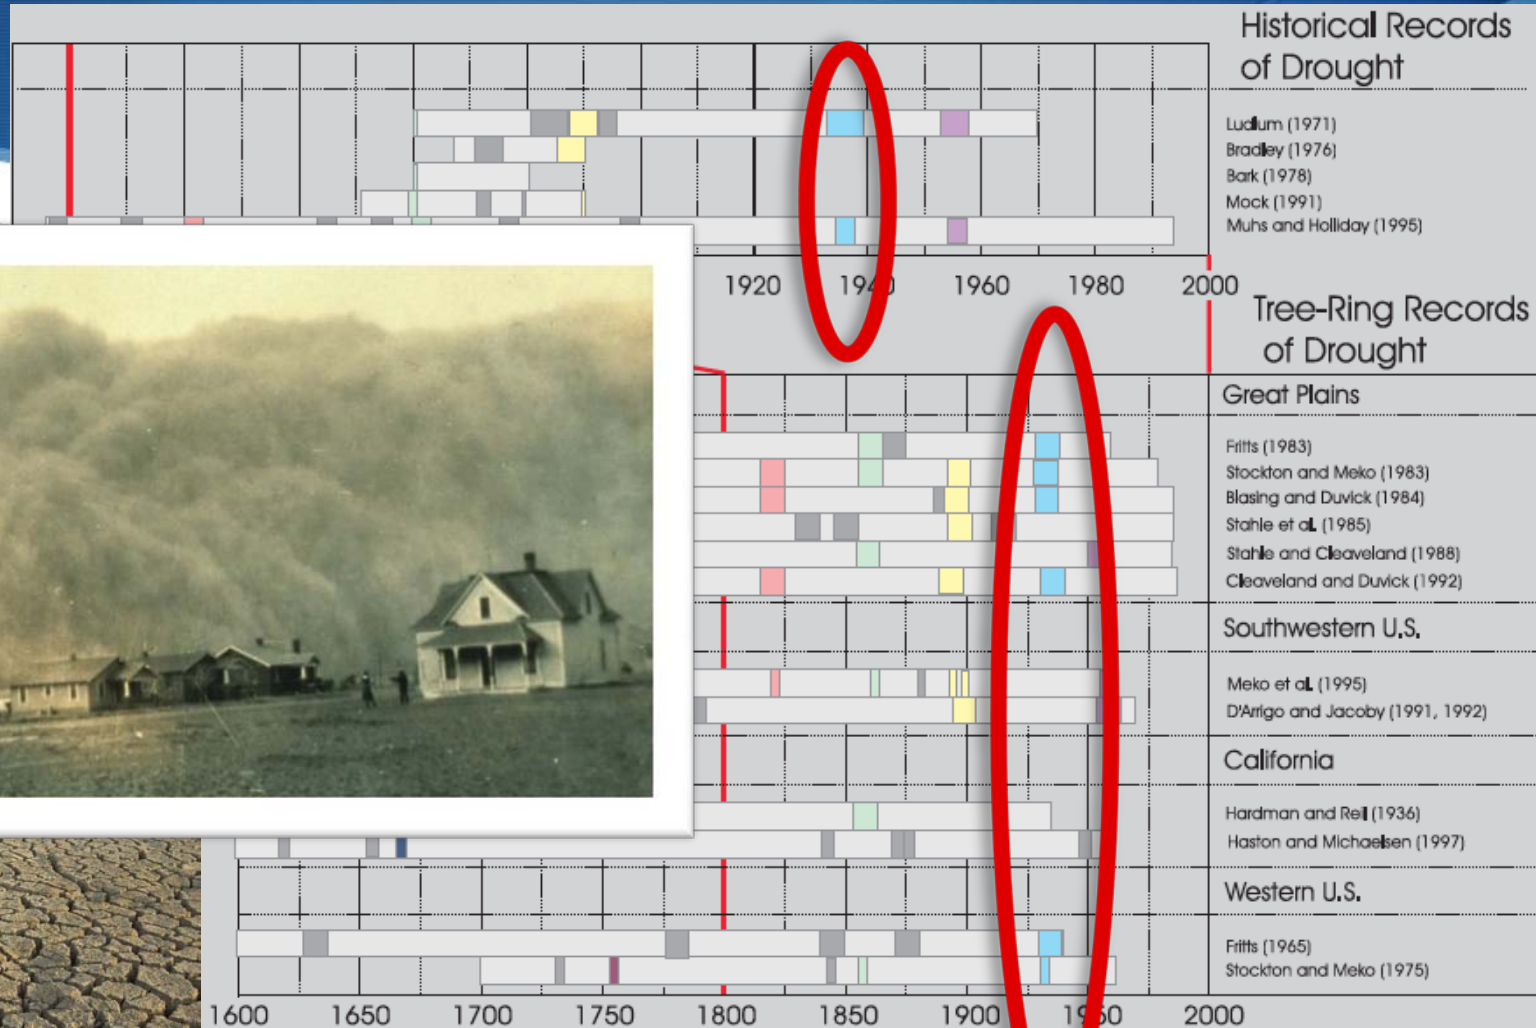 Historical Records
of Drought
Ludlum (1971)
Bradley (1976)
Bark (1978)
Mock (1991)
Muhs and Holliday (1995)
1920 1940 1960 1980 2000
Tree-Ring Records
of Drought
Great Plains
Fritts (1983)
Stockton and Meko (1983)
Blasing and Duvick (1984)
Stahle et al. (1985)
Stahle and Cleaveland (1988)
Cleaveland and Duvick (1992)
Southwestern U.S.
Meko et al. (1995)
D'Arrigo and Jacoby (1991, 1992)
California
Hardman and Reil (1936)
Haston and Michaelsen (1997)
Western U.S.
Fritts (1965)
Stockton and Meko (1975)
1600 1650 1700 1750 1800 1850 1900 1950 2000